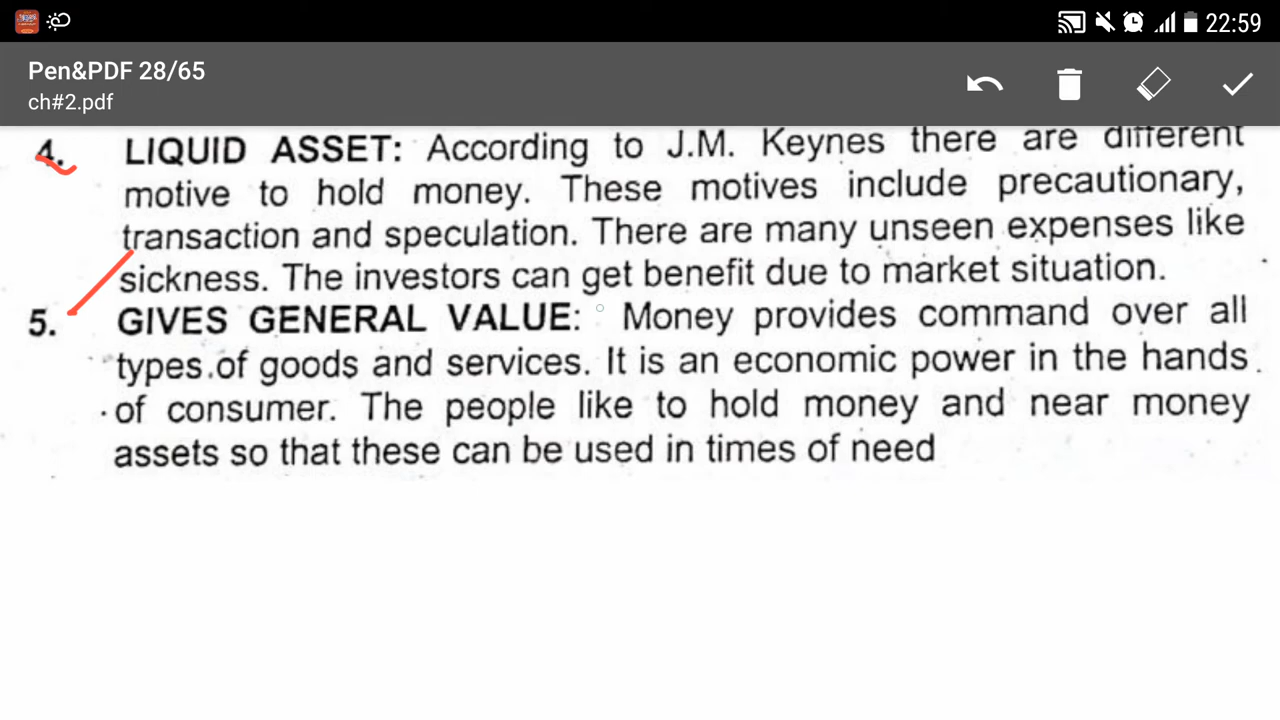 22:59
Pen&PDF 28/65
ch#2.pdf
4. LIQUID ASSET: According to J.M. Keynes there are different
motive to hold money. These motives include precautionary,
transaction and speculation. There are many unseen expenses like
sickness. The investors can get benefit due to market situation.
5. GIVES GENERAL VALUE: Money provides command over all
types of goods and services. It is an economic power in the hands
of consumer. The people like to hold money and near money
assets so that these can be used in times of need